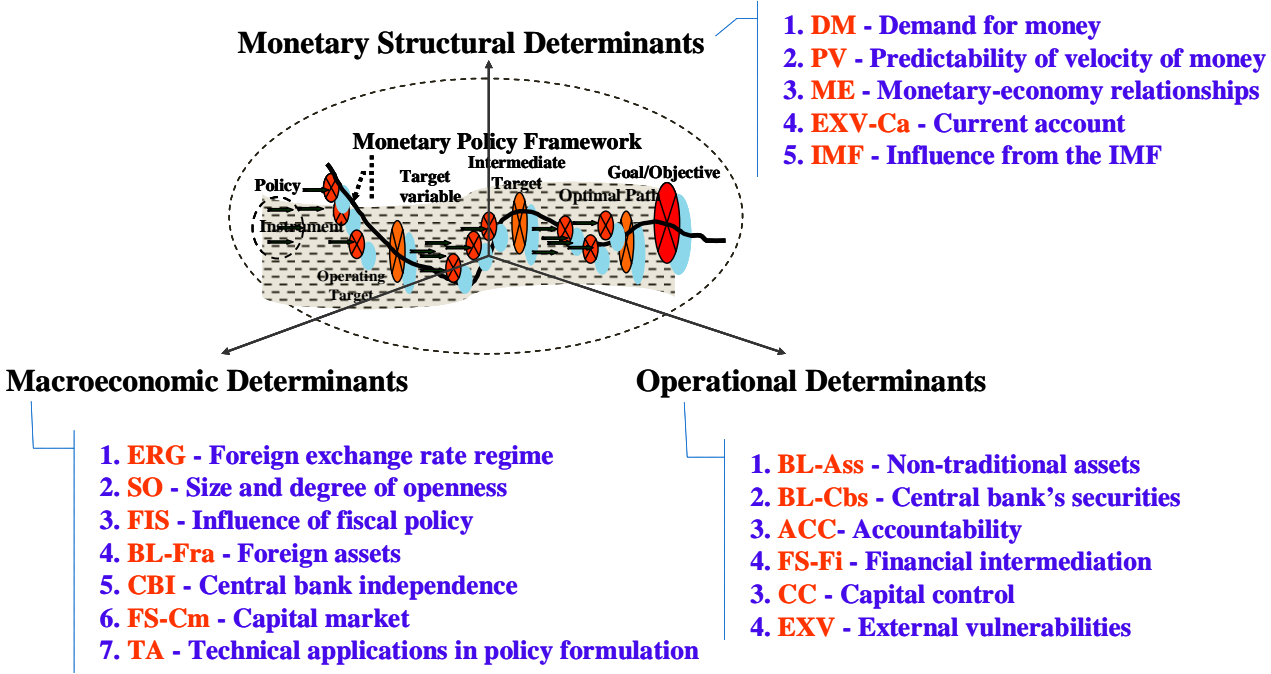 Monetary Structural Determinants
1. DM - Demand for money
2. PV - Predictability of velocity of money
3. ME - Monetary-economy relationships
4. EXV-Ca - Current account
5. IMF - Influence from the IMF
Monetary Policy Framework
Policy
Instrument
Target
variable
Operating
Target
Intermediate
Target
Optimal Path
Goal/Objective
Macroeconomic Determinants
1. ERG - Foreign exchange rate regime
2. SO - Size and degree of openness
3. FIS - Influence of fiscal policy
4. BL-Fra - Foreign assets
5. CBI - Central bank independence
6. FS-Cm - Capital market
7. TA - Technical applications in policy formulation
Operational Determinants
1. BL-Ass - Non-traditional assets
2. BL-Cbs - Central bank’s securities
3. ACC- Accountability
4. FS-Fi - Financial intermediation
3. CC - Capital control
4. EXV - External vulnerabilities